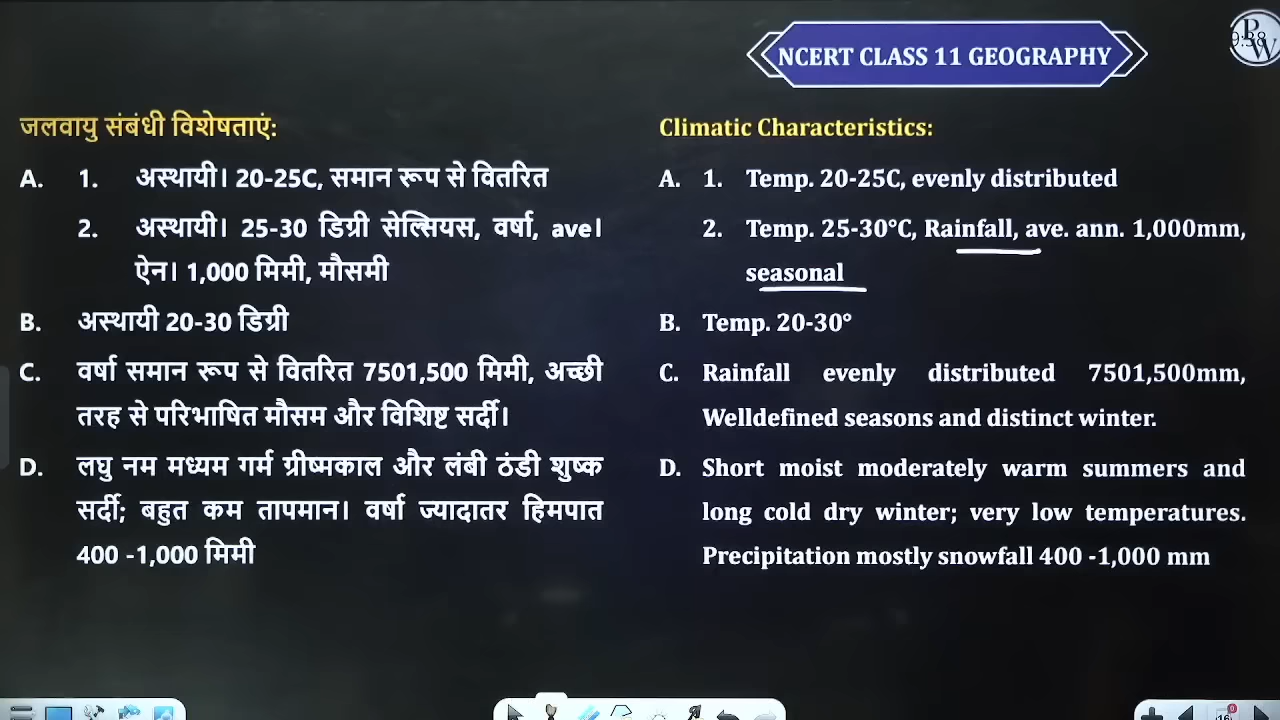 NCERT CLASS 11 GEOGRAPHY
जलवायु संबंधी विशेषताएं:
A. 1. अस्थायी। 20-25C, समान रूप से वितरित
2. अस्थायी। 25-30 डिग्री सेल्सियस, वर्षा, ave।
ऐन। 1,000 मिमी, मौसमी
B. अस्थायी 20-30 डिग्री
C. वर्षा समान रूप से वितरित 7501,500 मिमी, अच्छी
तरह से परिभाषित मौसम और विशिष्ट सर्दी।
D. लघु नम मध्यम गर्म ग्रीष्मकाल और लंबी ठंडी शुष्क
सर्दी; बहुत कम तापमान। वर्षा ज्यादातर हिमपात
400 -1,000 मिमी
Climatic Characteristics:
A. 1. Temp. 20-25C, evenly distributed
2. Temp. 25-30°C, Rainfall, ave. ann. 1,000mm,
seasonal
B. Temp. 20-30°
C. Rainfall evenly distributed 7501,500mm,
Welldefined seasons and distinct winter.
D. Short moist moderately warm summers and
long cold dry winter; very low temperatures.
Precipitation mostly snowfall 400 -1,000 mm